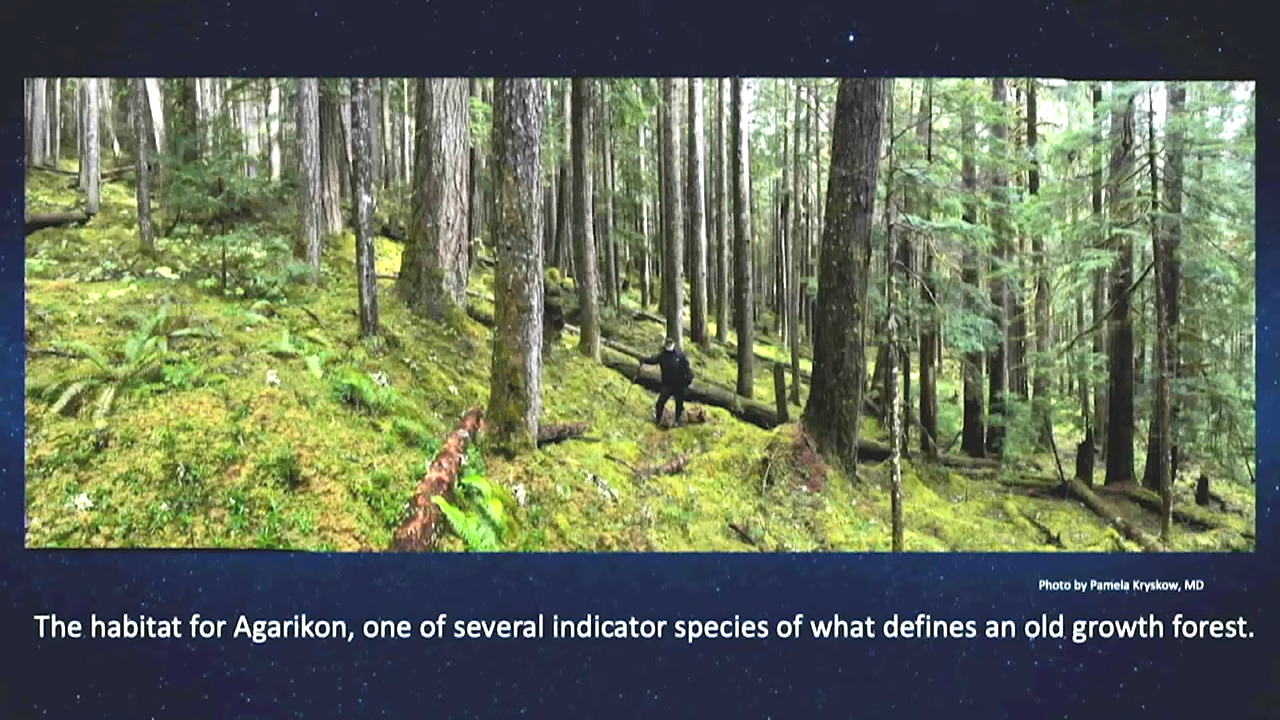 Photo by Pamela Kryskow, MD
The habitat for Agarikon, one of several indicator species of what defines an old growth forest.